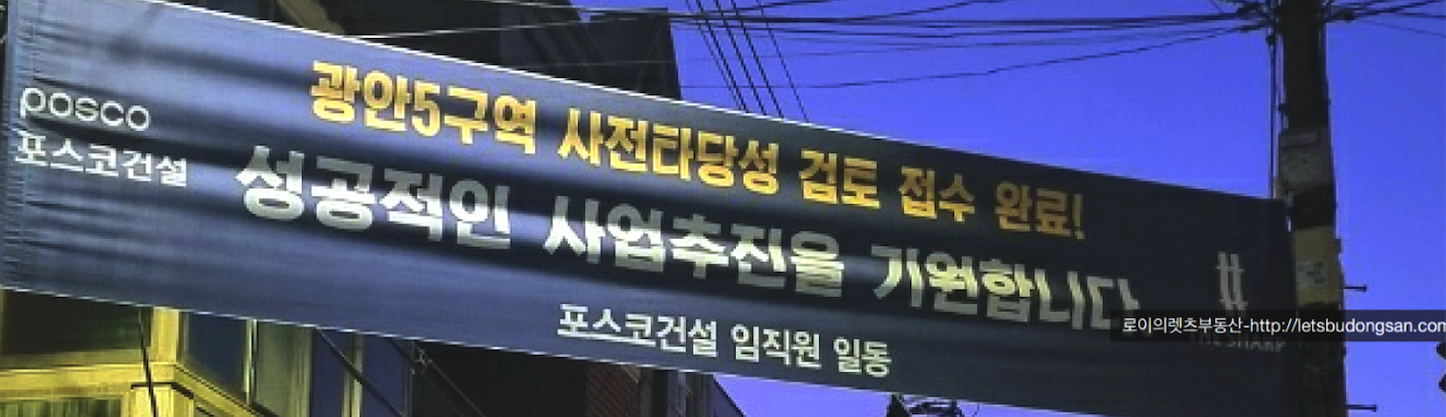 posco
포스코건설
광안5구역 사전타당성 검토 접수 완료!
성공적인 사업추진을 기원합니다
포스코건설 임직원 일동
THE SHARP
로이의렛츠부동산-http://letsbudongsan.com